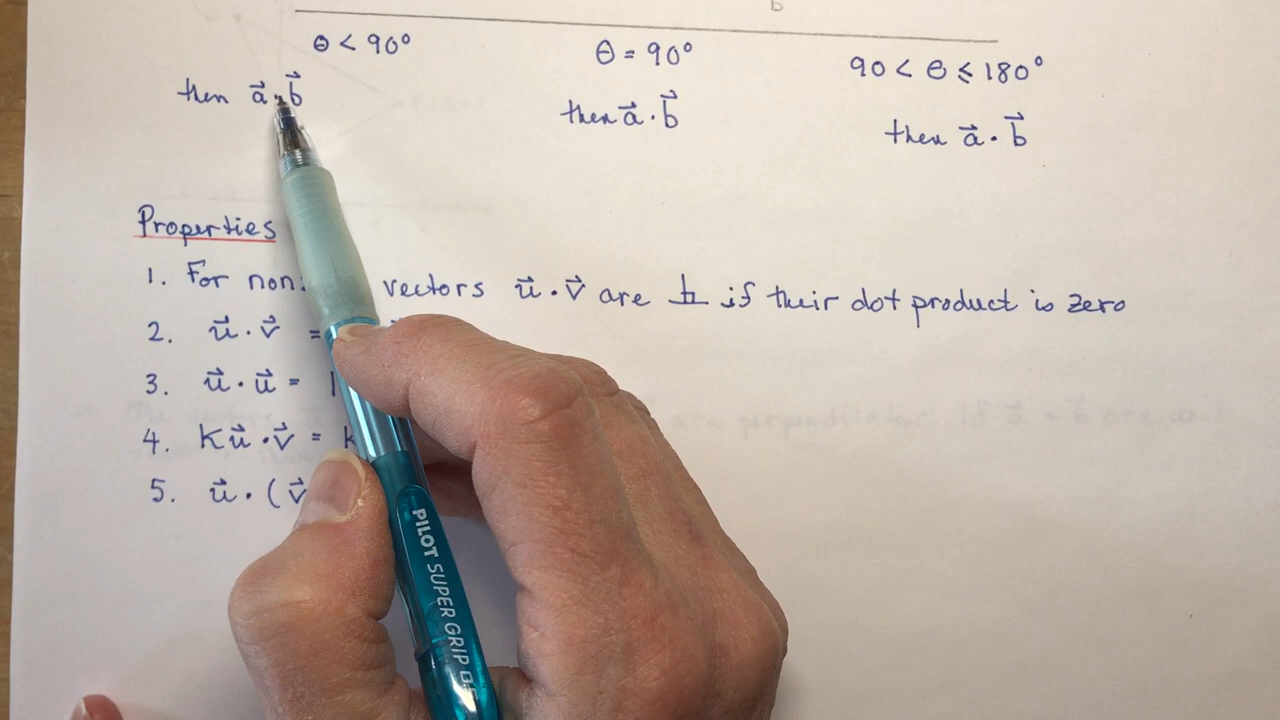 b
θ < 90° θ = 90° 90 < θ ≤ 180°
then a⃗ · b⃗ then a⃗ · b⃗ then a⃗ · b⃗
Properties
1. For non vectors u⃗ · v⃗ are ⊥ if their dot product is zero
2. u⃗ · v⃗ =
3. u⃗ · u⃗ = |
4. K u⃗ · v⃗ = k
5. u⃗ · ( v⃗
PILOT SUPER GRIP